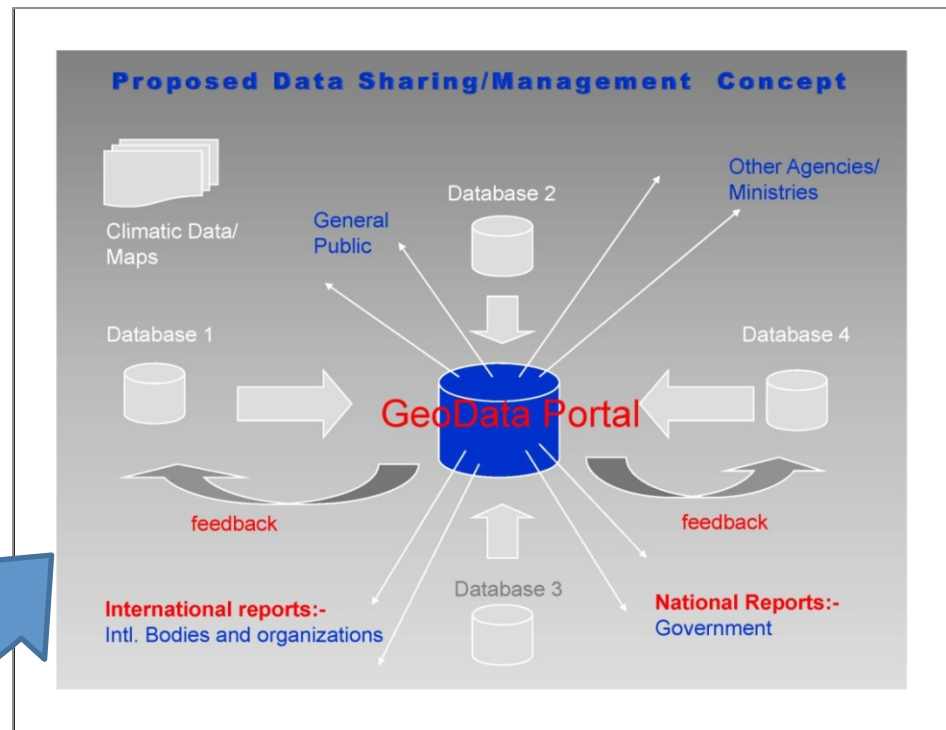 Proposed Data Sharing/Management Concept
Climatic Data/
Maps
General
Public
Database 2
Other Agencies/
Ministries
Database 1
Database 4
GeoData Portal
feedback
feedback
Database 3
International reports:-
Intl. Bodies and organizations
National Reports:-
Government